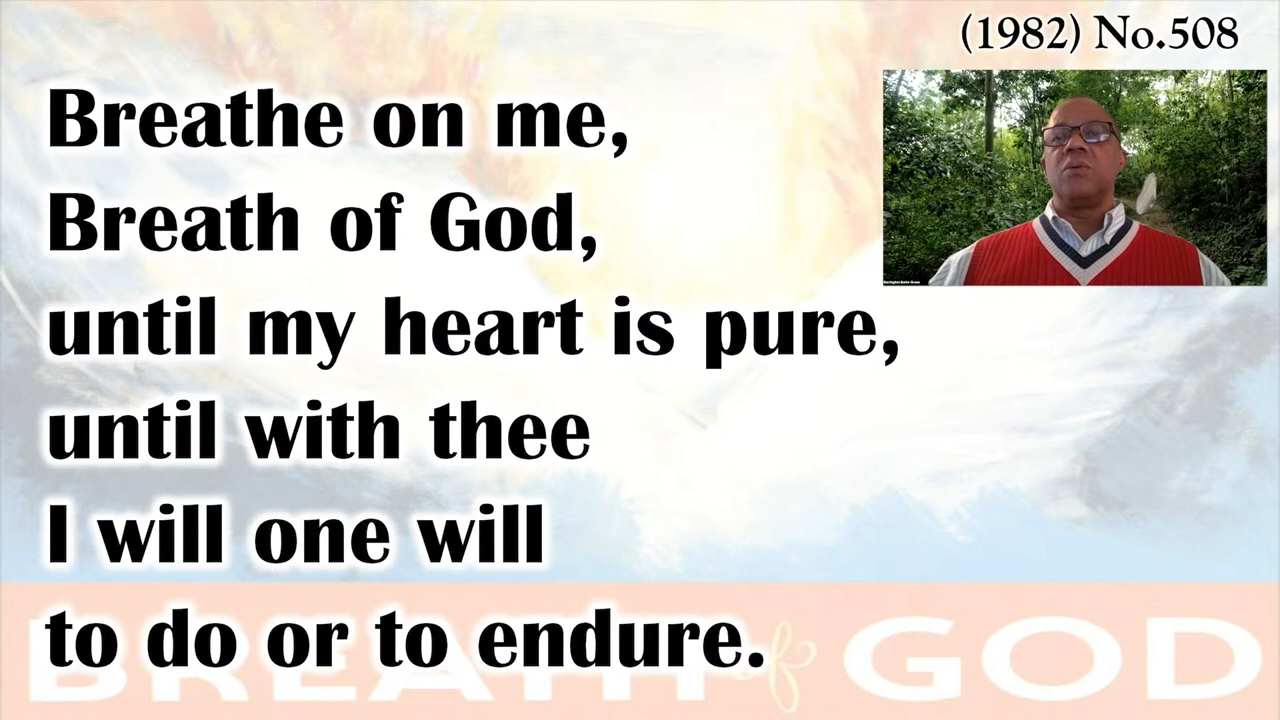 (1982) No.508
Breathe on me,
Breath of God,
until my heart is pure,
until with thee
I will one will
to do or to endure.
BREATH of GOD